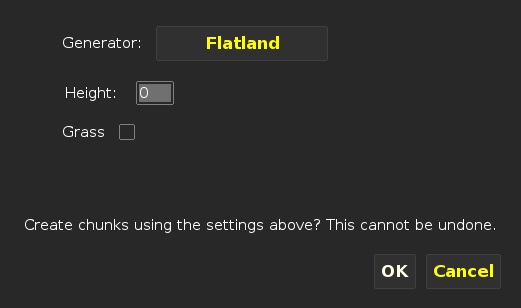 Generator: Flatland
Height: 0
Grass
Create chunks using the settings above? This cannot be undone.
OK Cancel